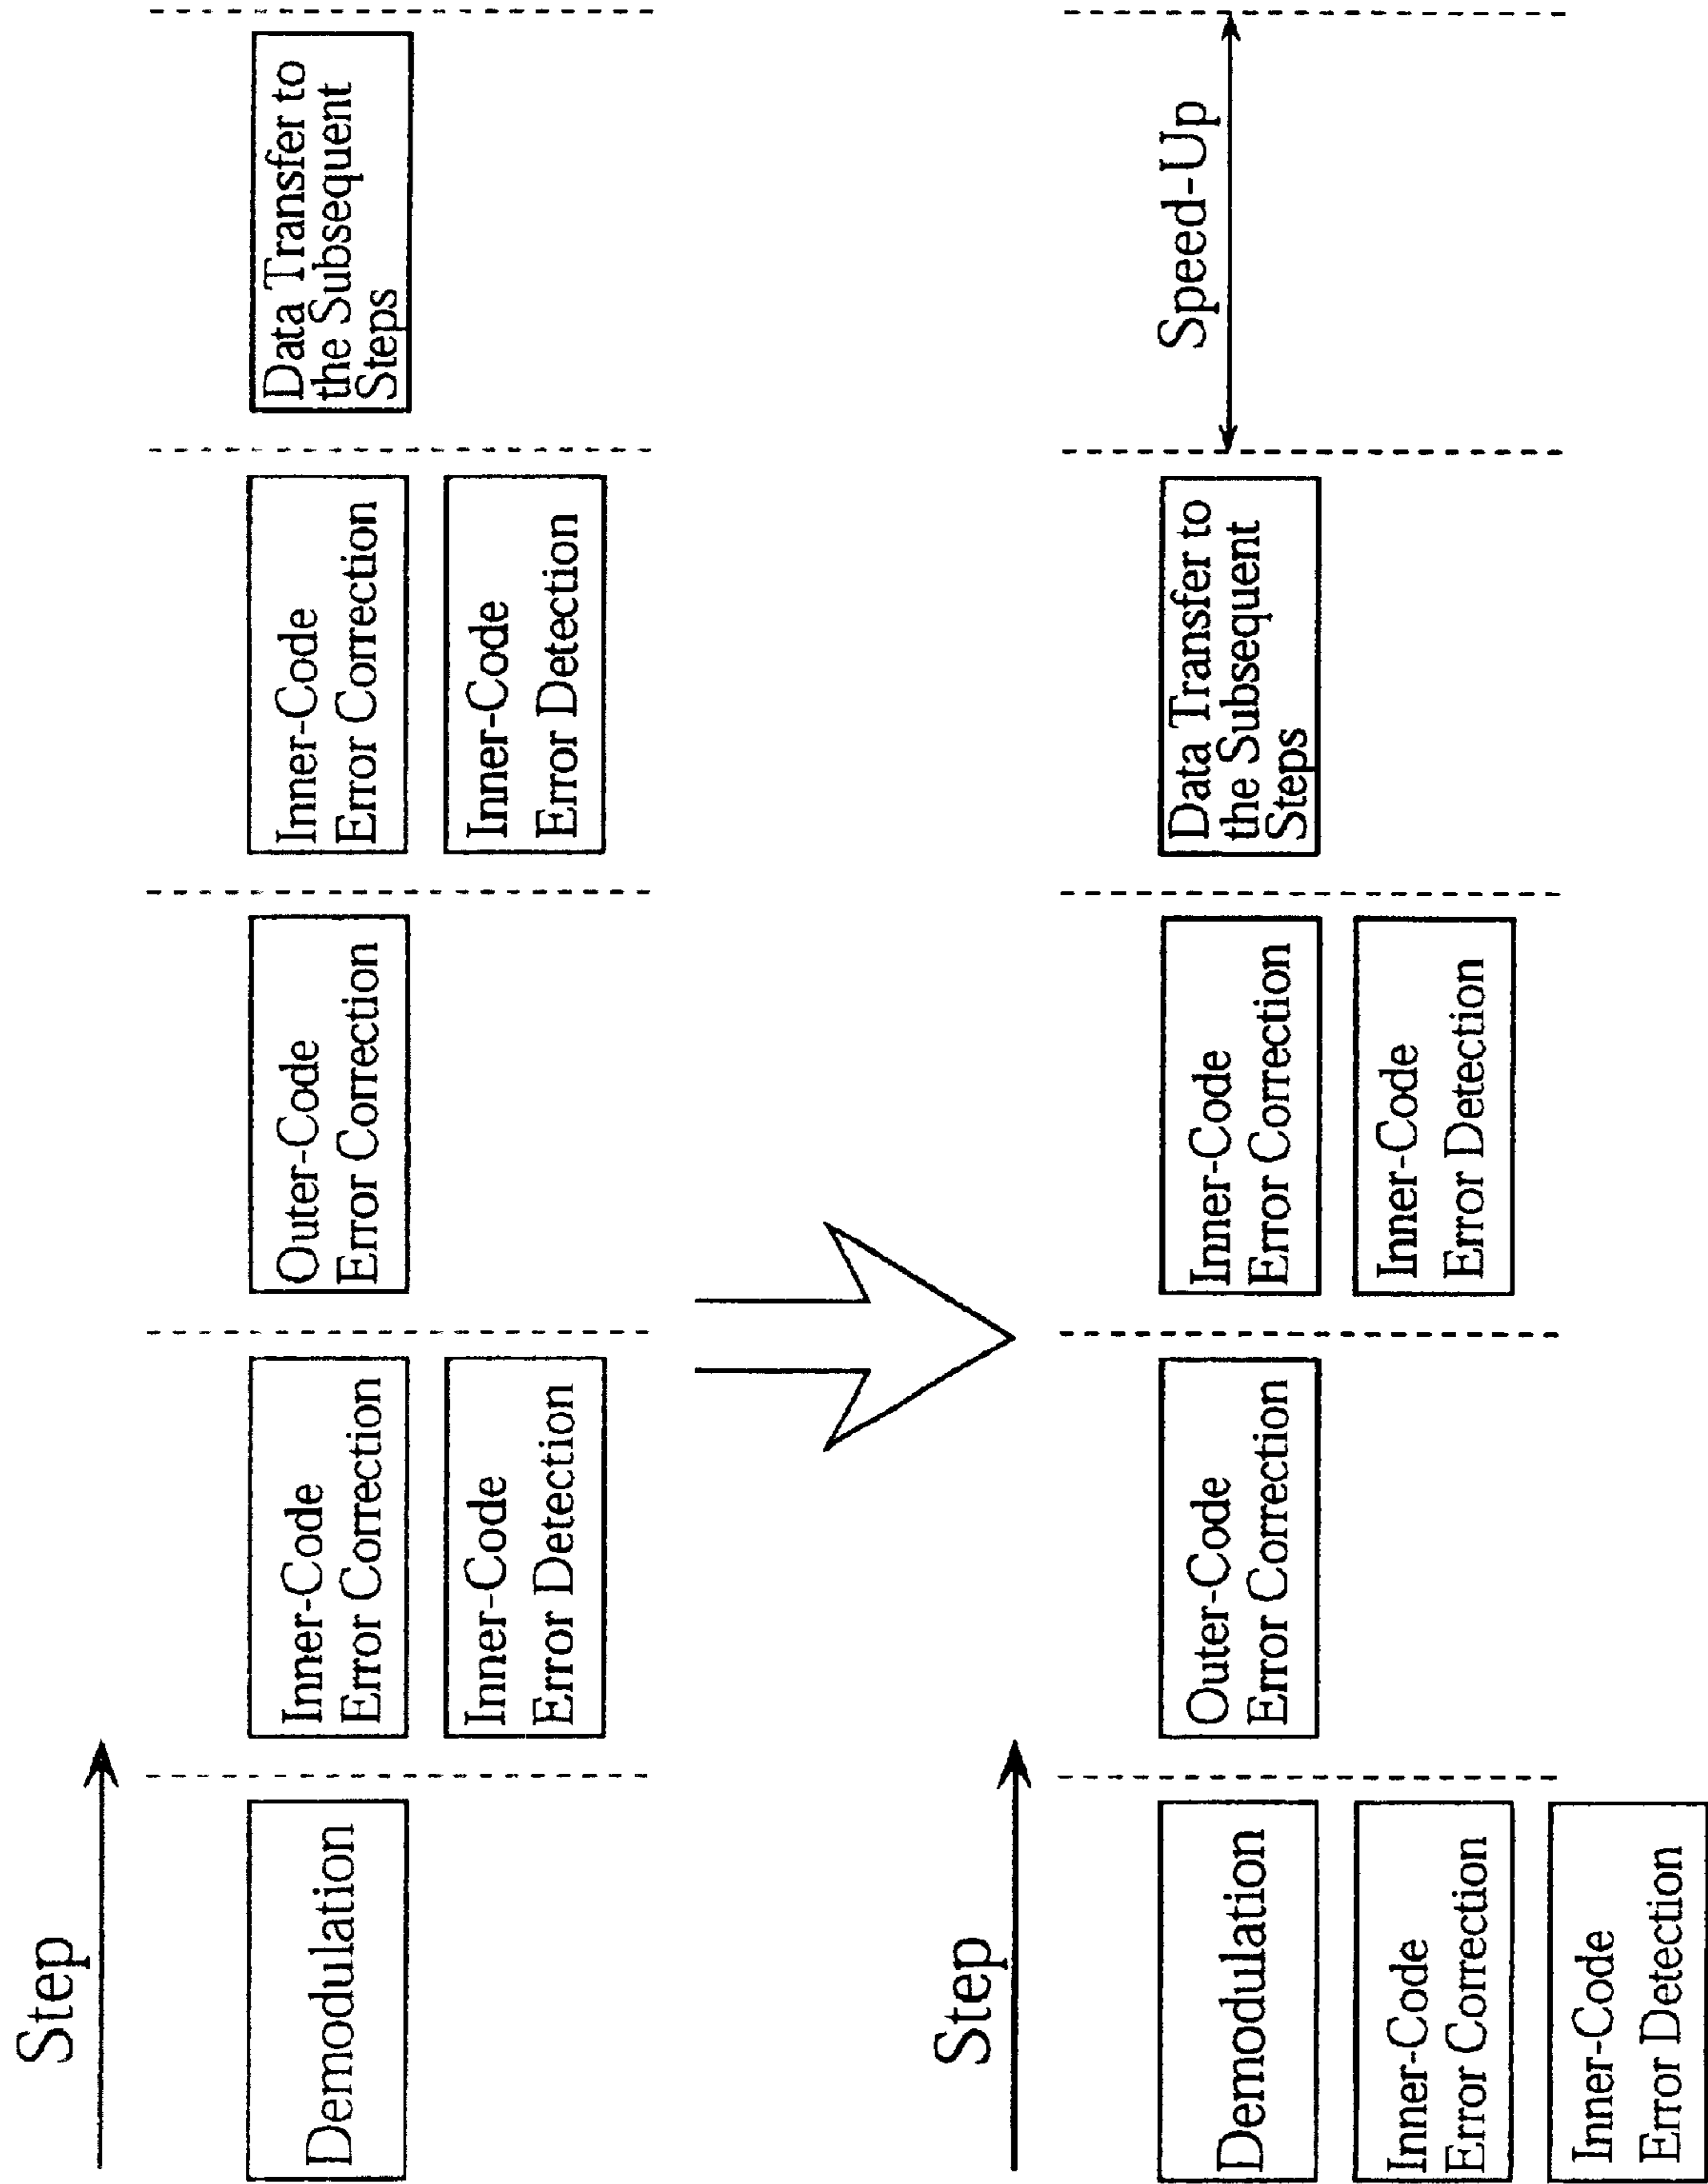 Step
Demodulation
Inner-Code
Error Correction
Inner-Code
Error Detection
Outer-Code
Error Correction
Inner-Code
Error Correction
Inner-Code
Error Detection
Data Transfer to
the Subsequent
Steps
Step
Demodulation
Inner-Code
Error Correction
Inner-Code
Error Detection
Outer-Code
Error Correction
Inner-Code
Error Correction
Inner-Code
Error Detection
Data Transfer to
the Subsequent
Steps
Speed-Up